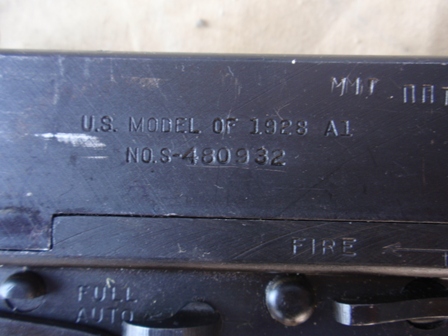 U.S. MODEL OF 1928 A1
NO.S-480932
FIRE
FULL
AUTO